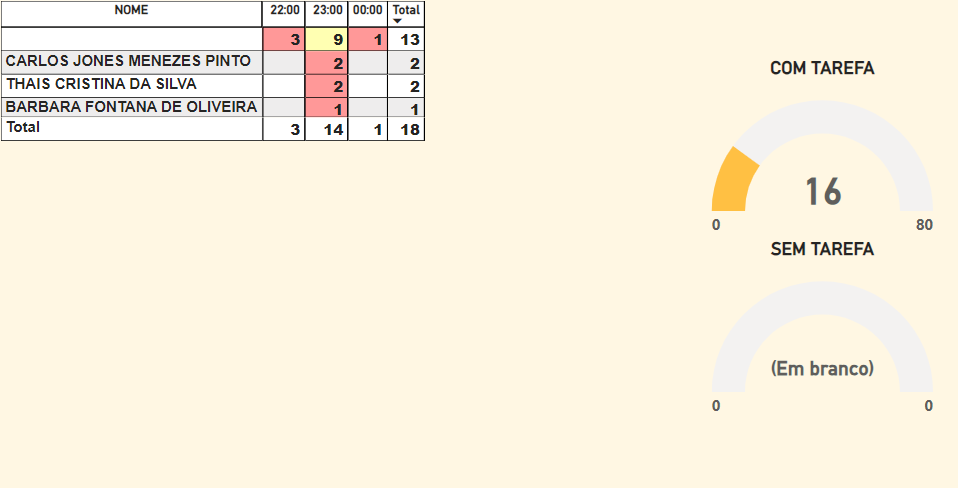 NOME 22:00 23:00 00:00 Total
3 9 1 13
CARLOS JONES MENEZES PINTO 2 2
THAIS CRISTINA DA SILVA 2 2
BARBARA FONTANA DE OLIVEIRA 1 1
Total 3 14 1 18
COM TAREFA
16
0 80
SEM TAREFA
(Em branco)
0 0